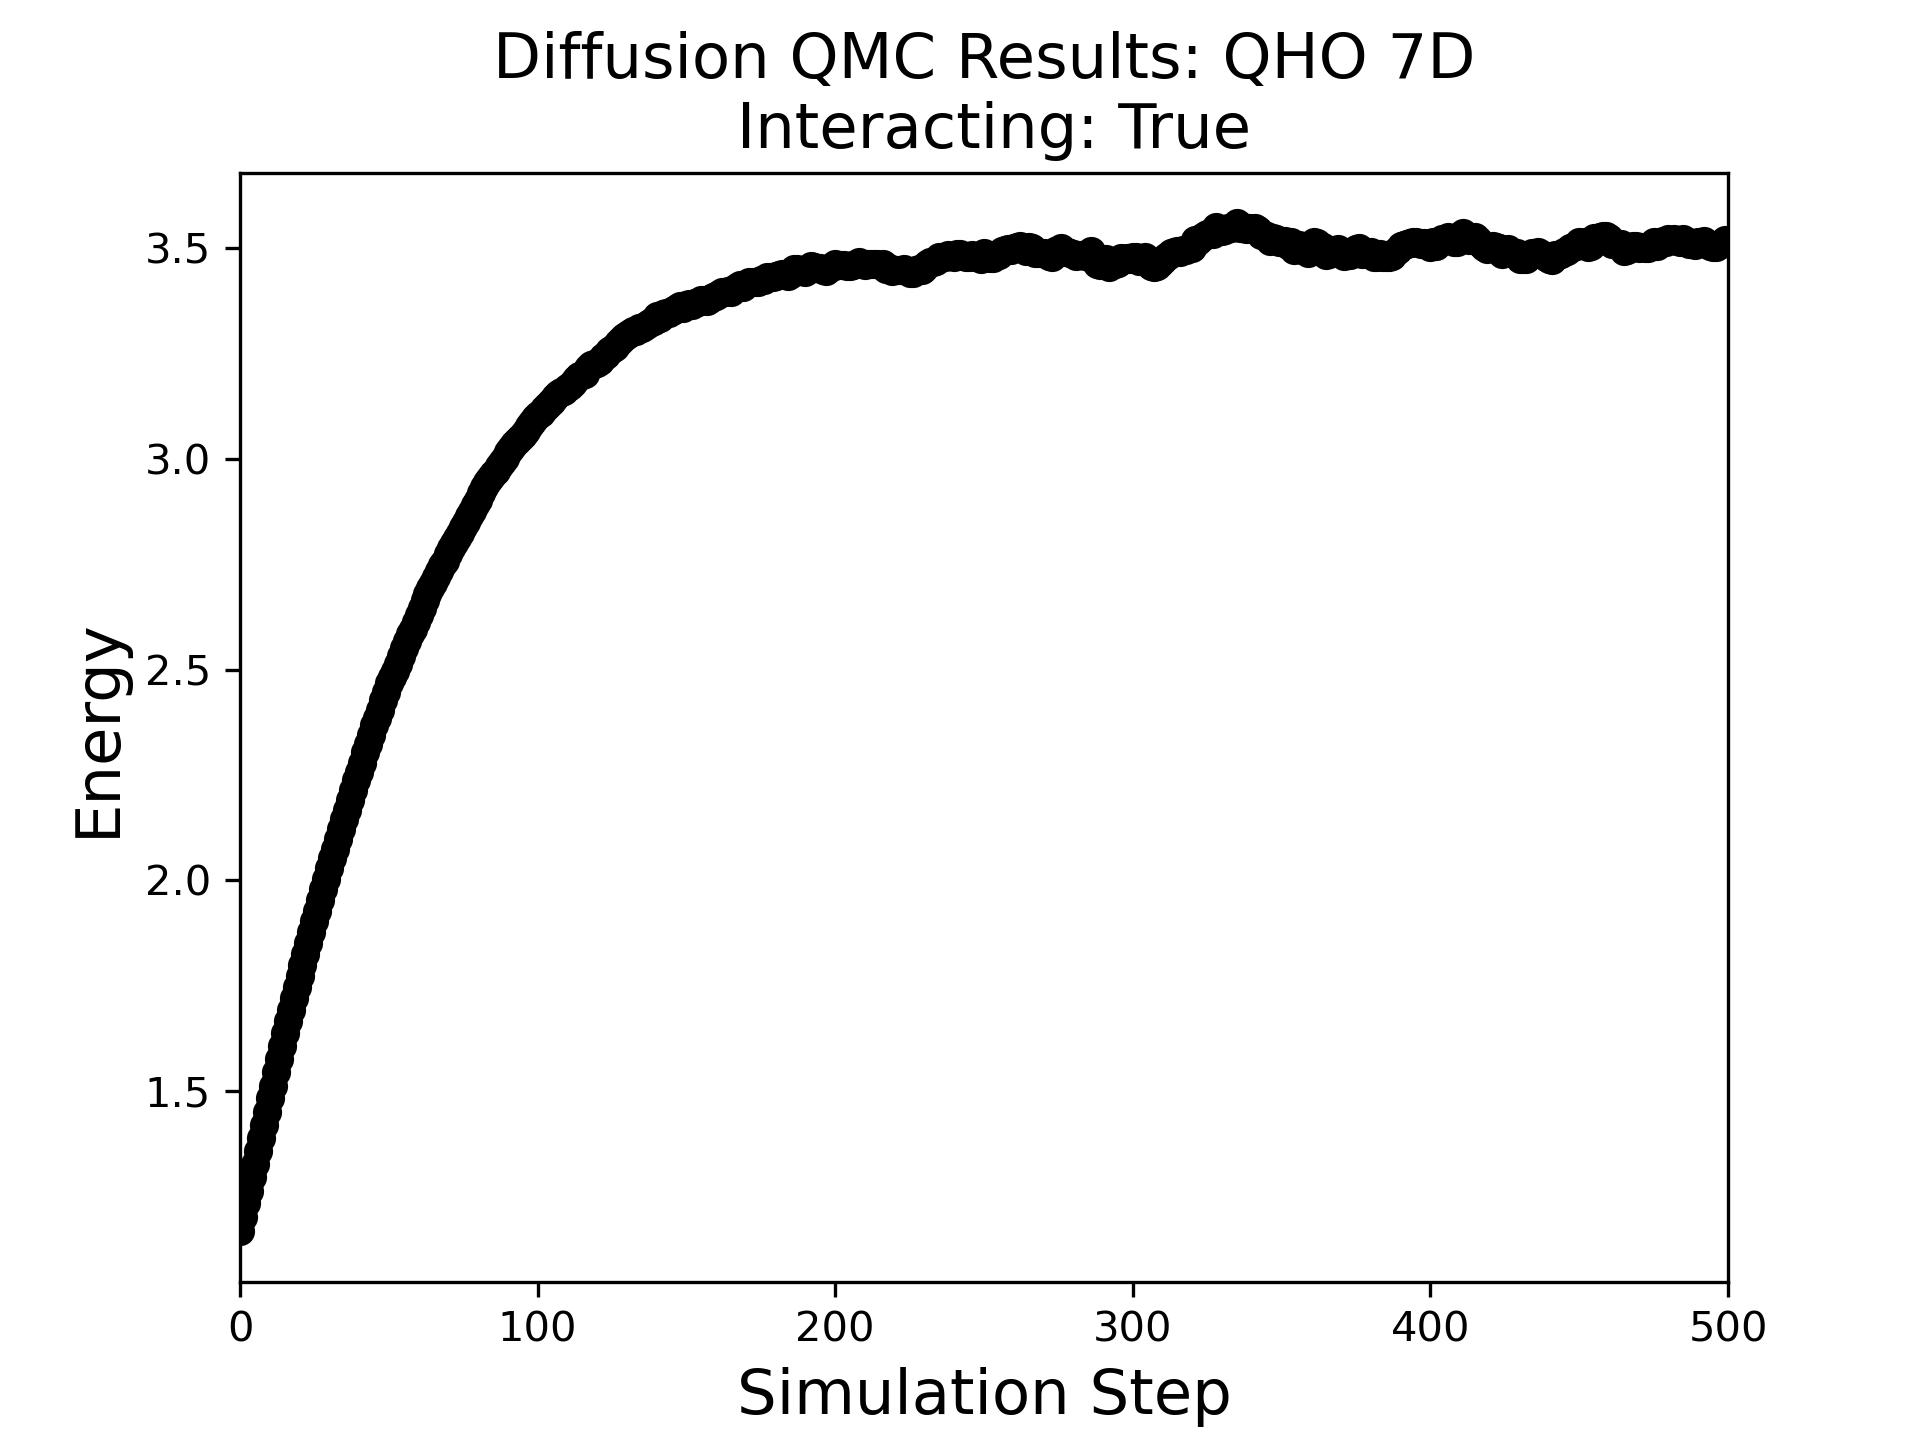 Diffusion QMC Results: QHO 7D
Interacting: True
Energy
3.5
3.0
2.5
2.0
1.5
0 100 200 300 400 500
Simulation Step